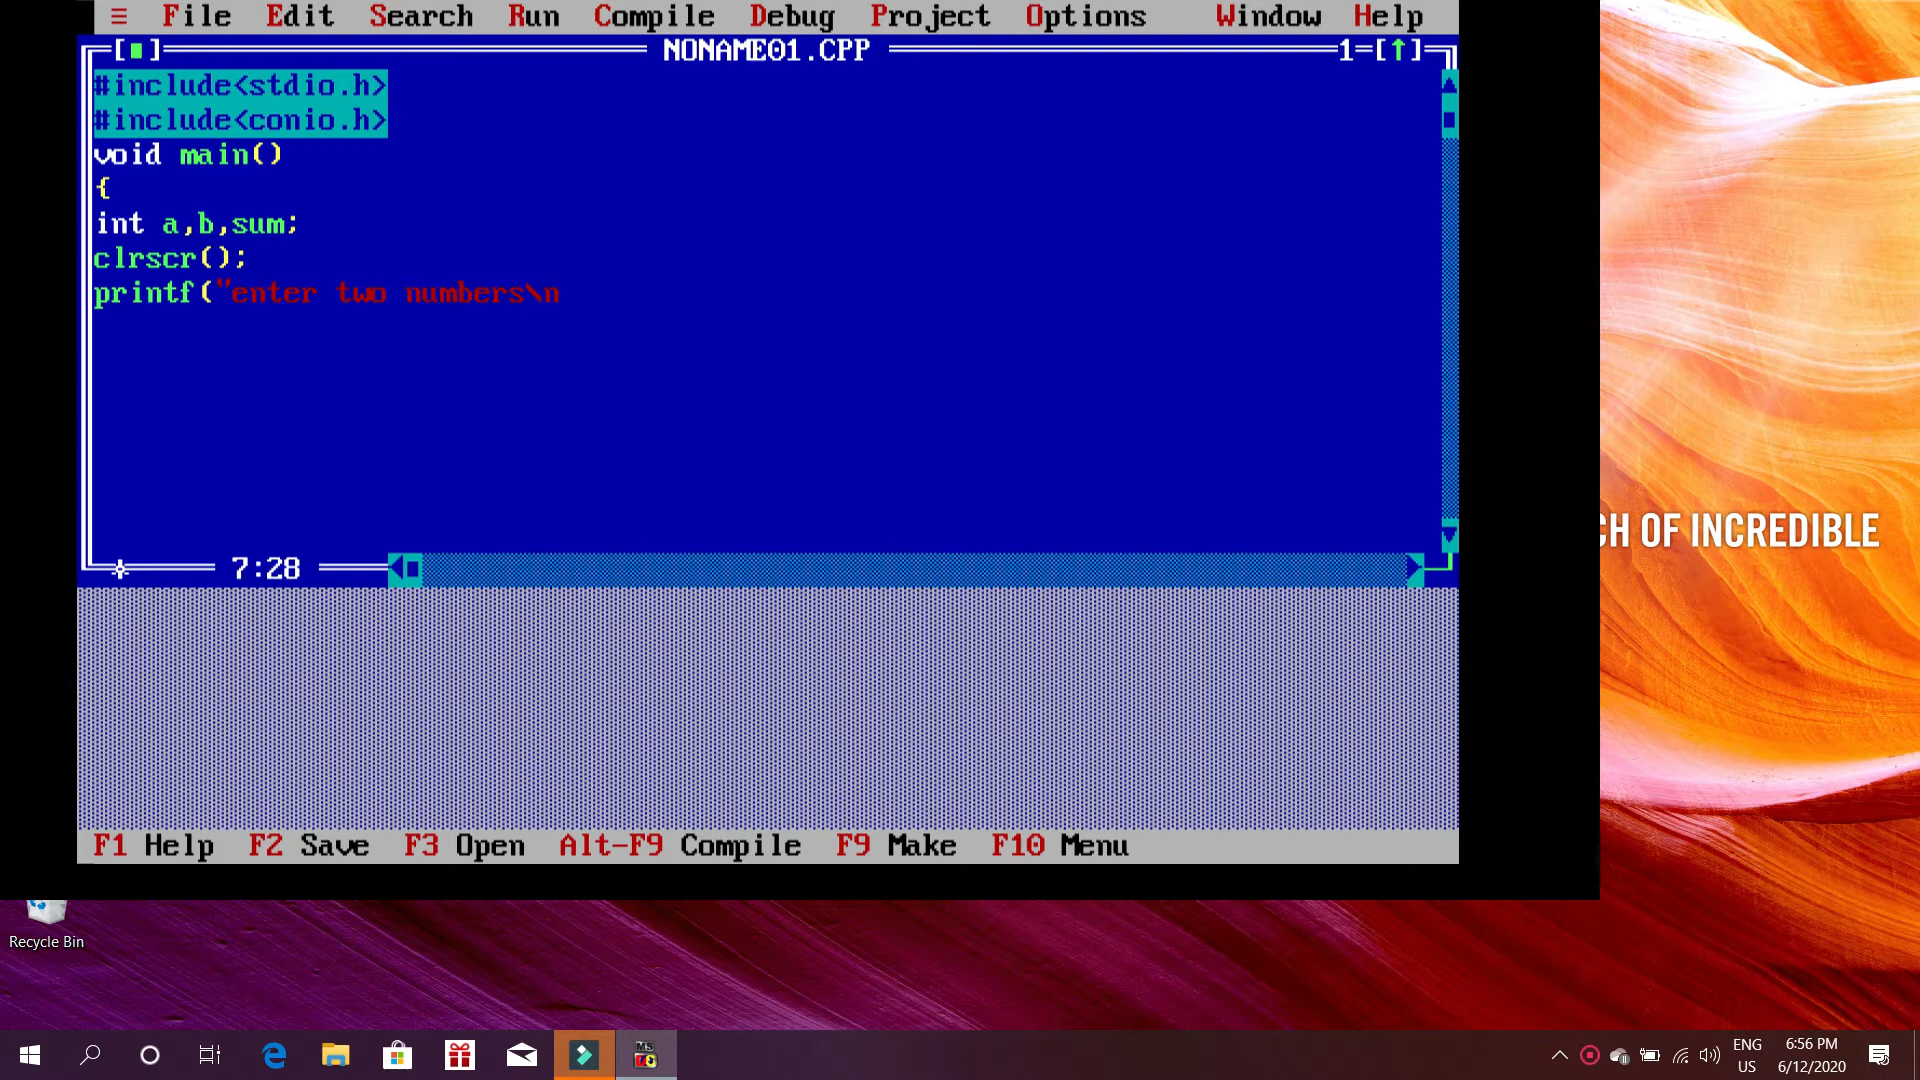 ≡ File Edit Search Run Compile Debug Project Options Window Help
[■] NONAME01.CPP 1=[↑]
#include<stdio.h>
#include<conio.h>
void main()
{
int a,b,sum;
clrscr();
printf("enter two numbers\n
CH OF INCREDIBLE
7:28
F1 Help F2 Save F3 Open Alt-F9 Compile F9 Make F10 Menu
Recycle Bin
MS
ENG
US
6:56 PM
6/12/2020